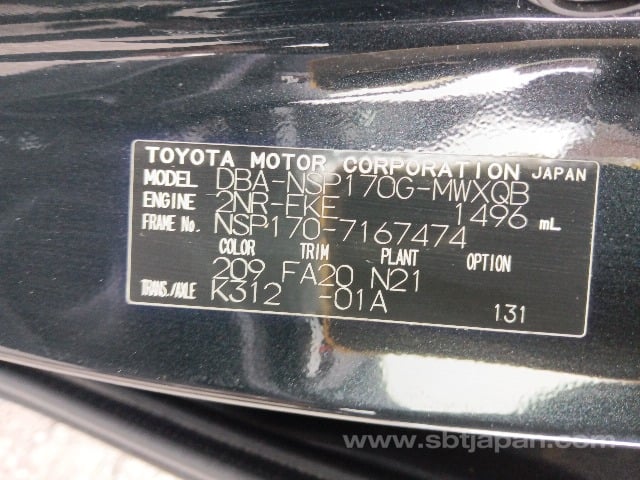 TOYOTA MOTOR CORPORATION JAPAN
MODEL DBA-NSP170G-MWXQB
ENGINE 2NR-FKE 1496 mL
FRAME No. NSP170-7167474
COLOR TRIM PLANT OPTION
209 FA20 N21
TRANS./AXLE K312 -01A 131
www.sbtjapan.com